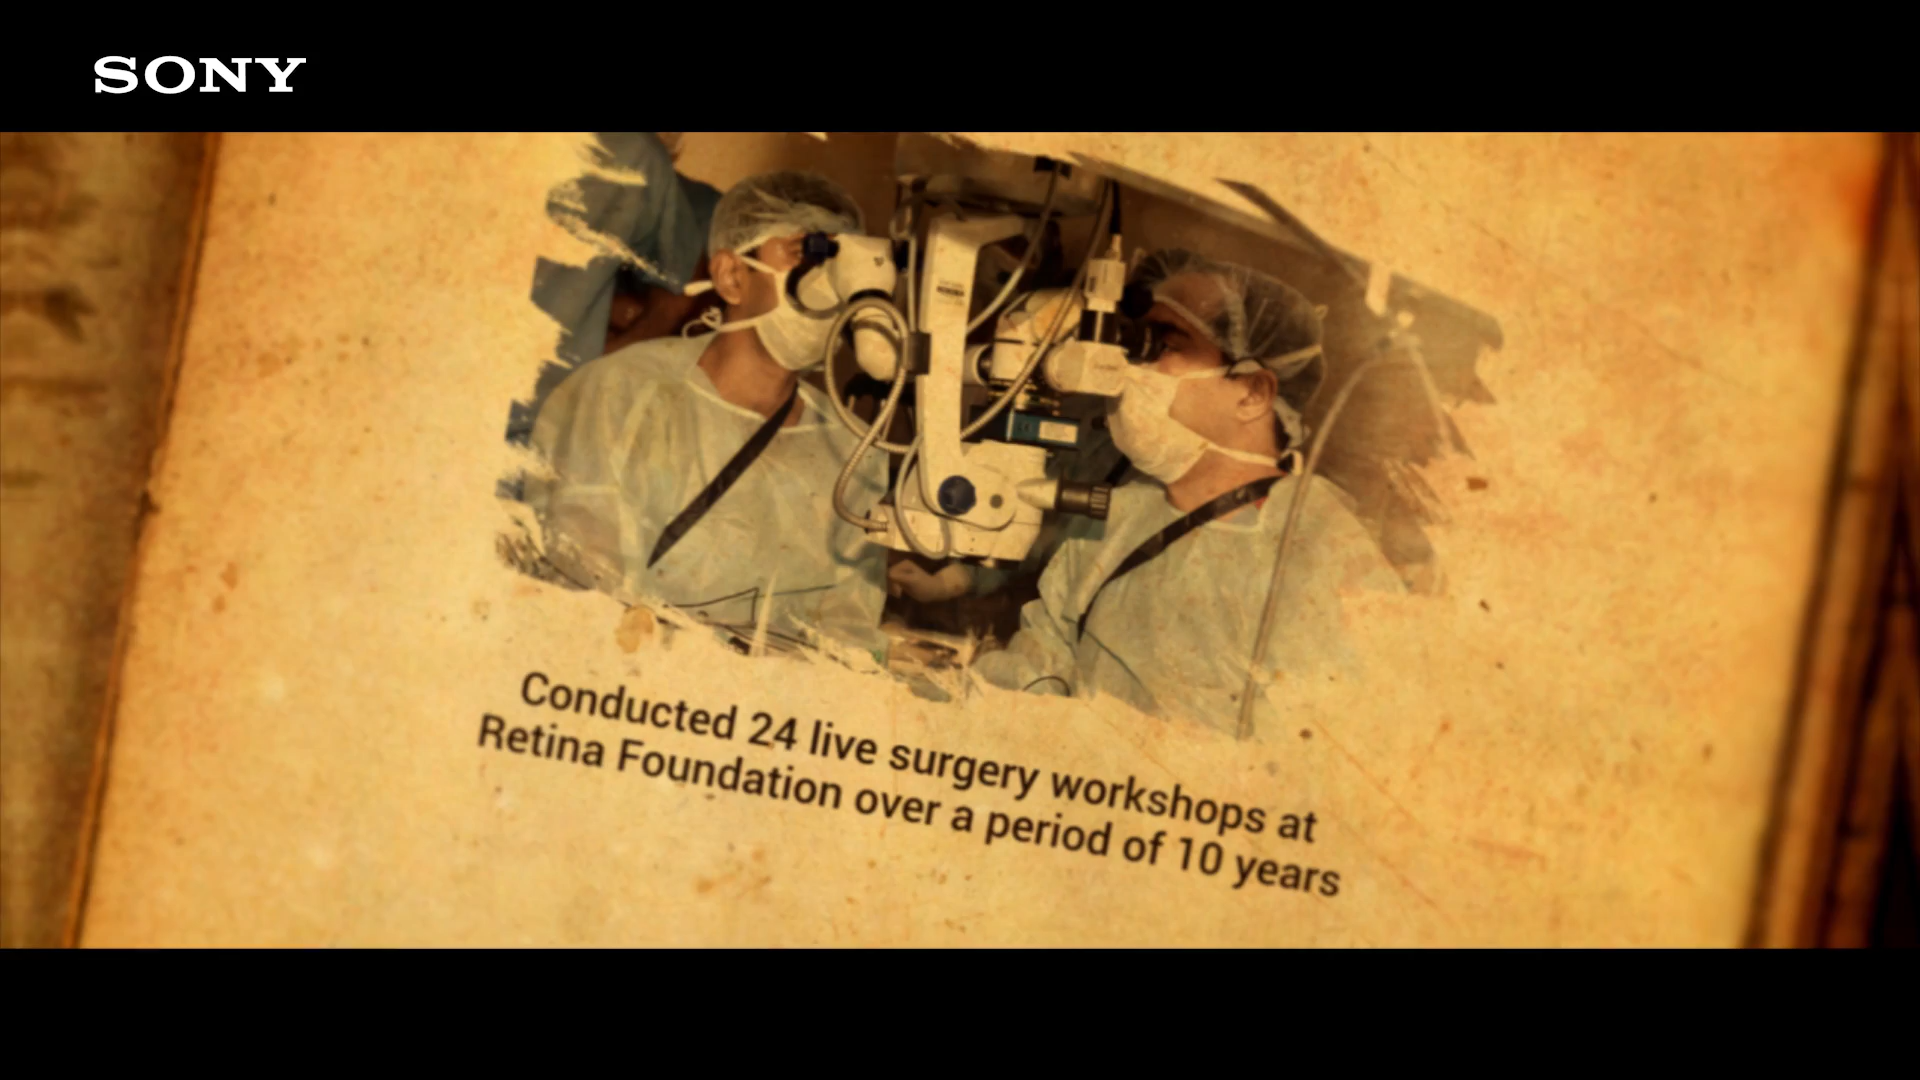 SONY
Conducted 24 live surgery workshops at
Retina Foundation over a period of 10 years